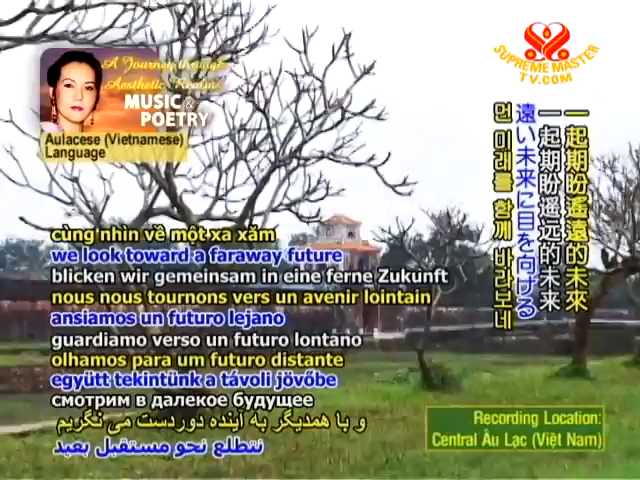 A Journey through
Aesthetic Realms
MUSIC &
POETRY
Aulacese (Vietnamese)
Language
SUPREME MASTER
TV.COM
一起期盼遙遠的未來
一起期盼遥远的未来
遠い未来に目を向ける
먼 미래를 함께 바라보네
cùng nhìn về một xa xăm
we look toward a faraway future
blicken wir gemeinsam in eine ferne Zukunft
nous nous tournons vers un avenir lointain
ansiamos un futuro lejano
guardiamo verso un futuro lontano
olhamos para um futuro distante
együtt tekintünk a távoli jövőbe
смотрим в далекое будущее
و با همدیگر به آینده دوردست می نگریم
نتطلع نحو مستقبل بعيد
Recording Location:
Central Âu Lạc (Việt Nam)